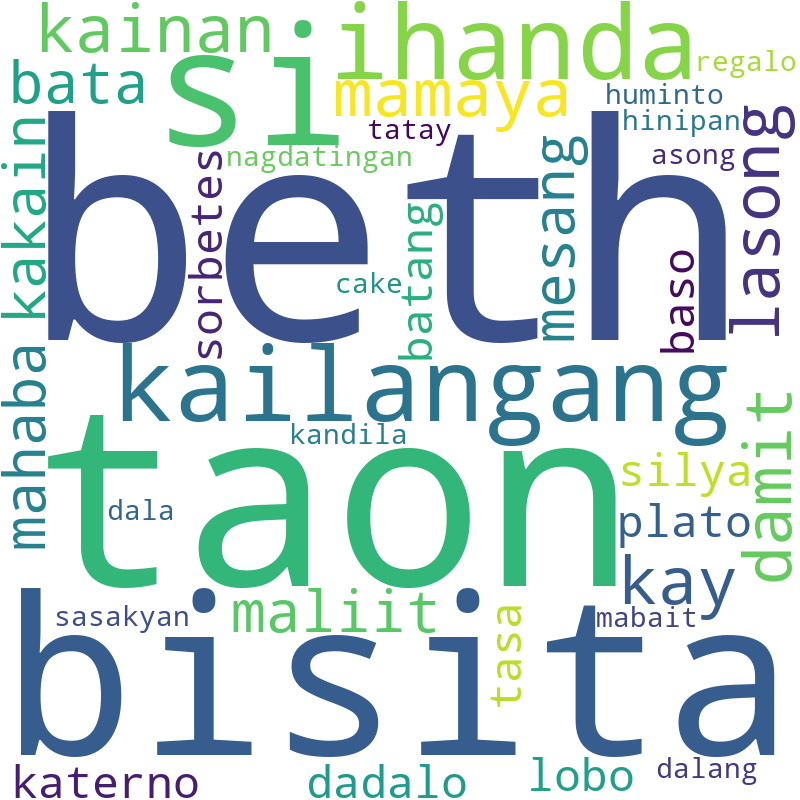 kainan
si
ihanda
regalo
bata
mamaya
huminto
tatay
hinipan
nagdatingan
asong
beth
kakain
sorbetes
cake
batang
mesang
baso
lasong
kailangang
mahaba
kandila
taon
silya
damit
dala
plato
kay
bisita
sasakyan
maliit
tasa
mabait
katerno
dadalo
lobo
dalang